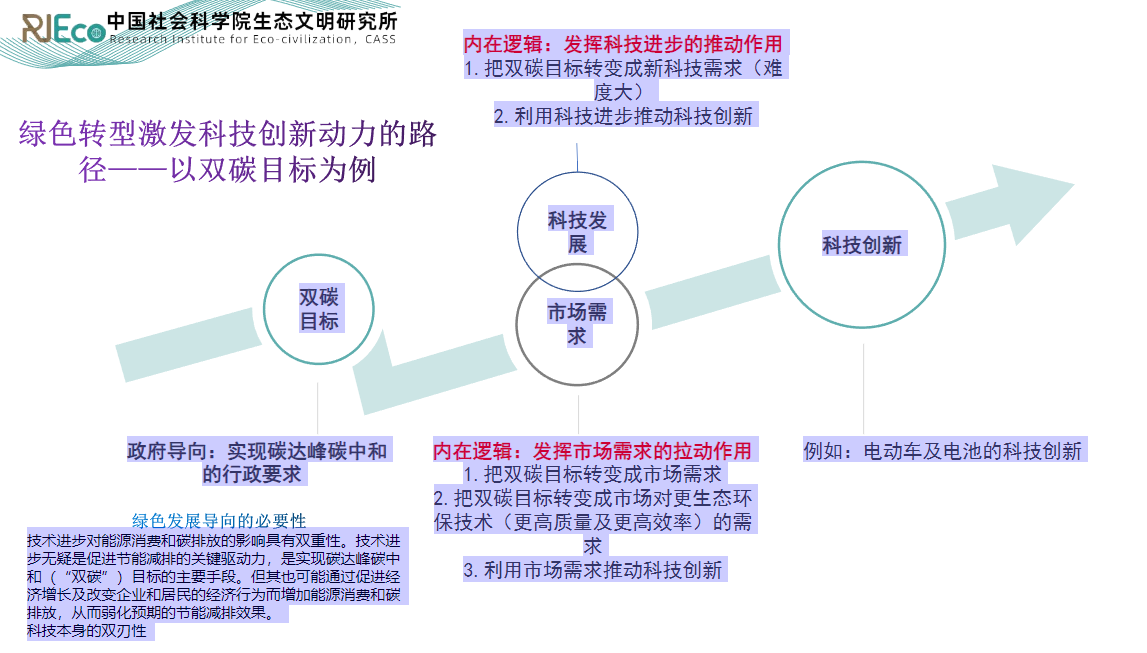 RIEco
中国社会科学院生态文明研究所
Research Institute for Eco-civilization, CASS
绿色转型激发科技创新动力的路
径——以双碳目标为例
内在逻辑：发挥科技进步的推动作用
1.把双碳目标转变成新科技需求（难
度大）
2.利用科技进步推动科技创新
科技发
展
市场需
求
科技创新
双碳
目标
政府导向：实现碳达峰碳中和
的行政要求
内在逻辑：发挥市场需求的拉动作用
1.把双碳目标转变成市场需求
2.把双碳目标转变成市场对更生态环
保技术（更高质量及更高效率）的需
求
3.利用市场需求推动科技创新
例如：电动车及电池的科技创新
绿色发展导向的必要性
技术进步对能源消费和碳排放的影响具有双重性。技术进
步无疑是促进节能减排的关键驱动力，是实现碳达峰碳中
和（“双碳”）目标的主要手段。但其也可能通过促进经
济增长及改变企业和居民的经济行为而增加能源消费和碳
排放，从而弱化预期的节能减排效果。
科技本身的双刃性